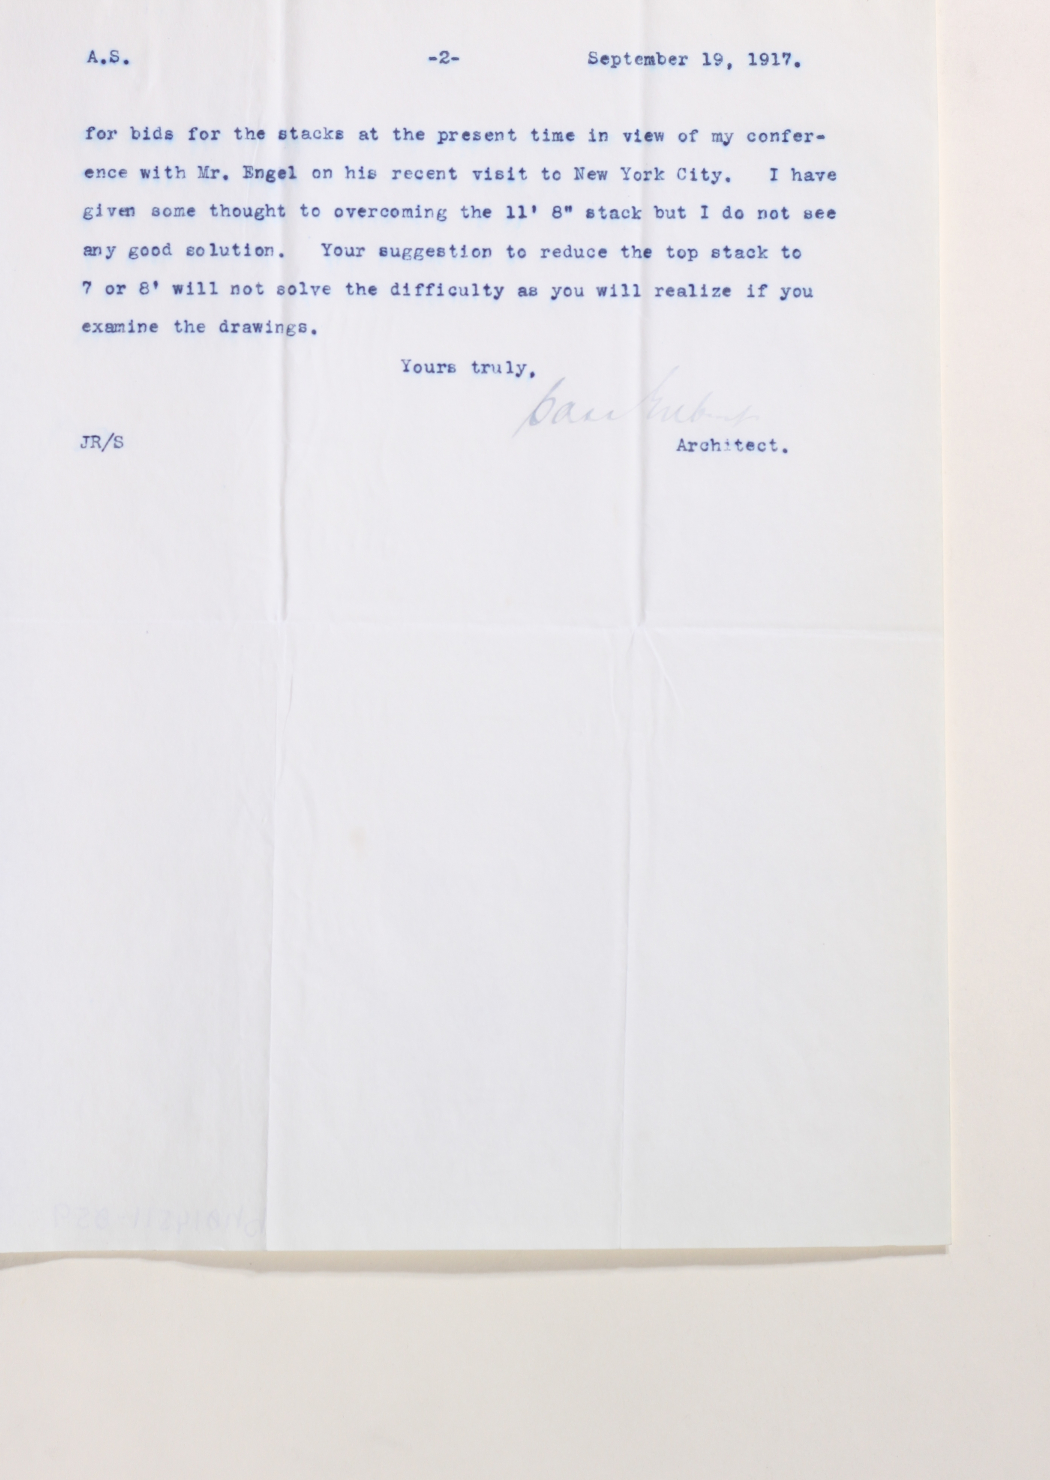 A.S. -2- September 19, 1917.
for bids for the stacks at the present time in view of my confer-
ence with Mr. Engel on his recent visit to New York City. I have
given some thought to overcoming the 11' 8" stack but I do not see
any good solution. Your suggestion to reduce the top stack to
7 or 8' will not solve the difficulty as you will realize if you
examine the drawings.
Yours truly,
JR/S Architect.